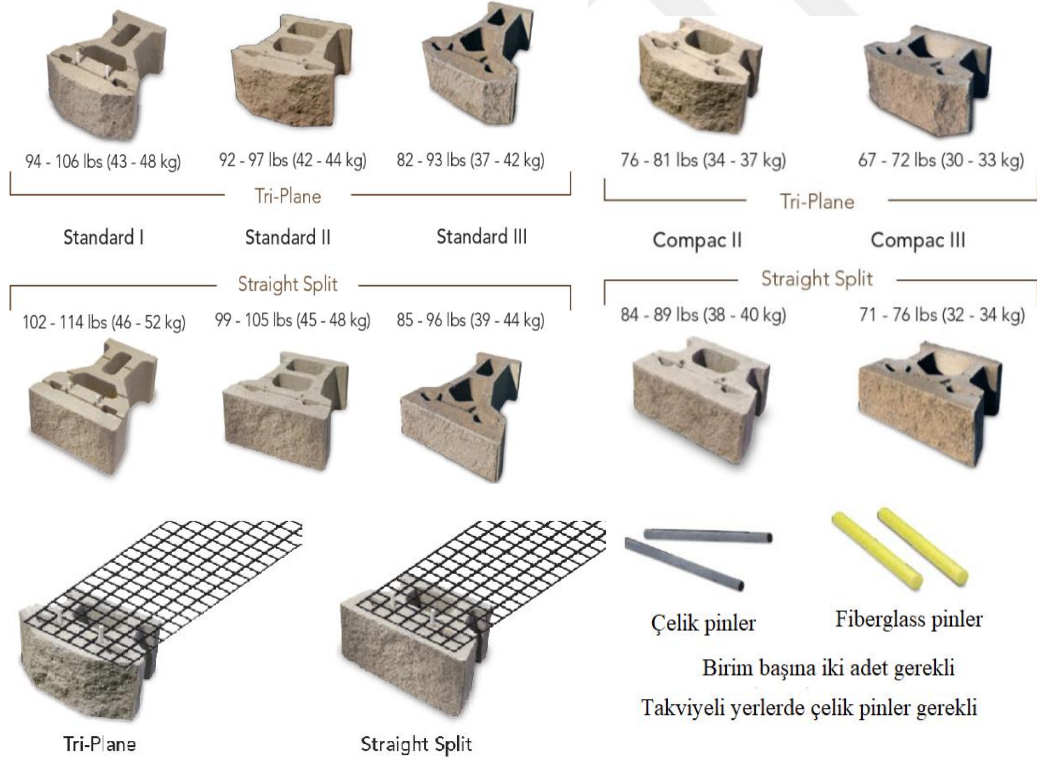 94 - 106 lbs (43 - 48 kg)
92 - 97 lbs (42 - 44 kg)
82 - 93 lbs (37 - 42 kg)
76 - 81 lbs (34 - 37 kg)
67 - 72 lbs (30 - 33 kg)
Tri-Plane
Tri-Plane
Standard I
Standard II
Standard III
Compac II
Compac III
Straight Split
Straight Split
102 - 114 lbs (46 - 52 kg)
99 - 105 lbs (45 - 48 kg)
85 - 96 lbs (39 - 44 kg)
84 - 89 lbs (38 - 40 kg)
71 - 76 lbs (32 - 34 kg)
Çelik pinler
Fiberglass pinler
Birim başına iki adet gerekli
Takviyeli yerlerde çelik pinler gerekli
Tri-Plane
Straight Split